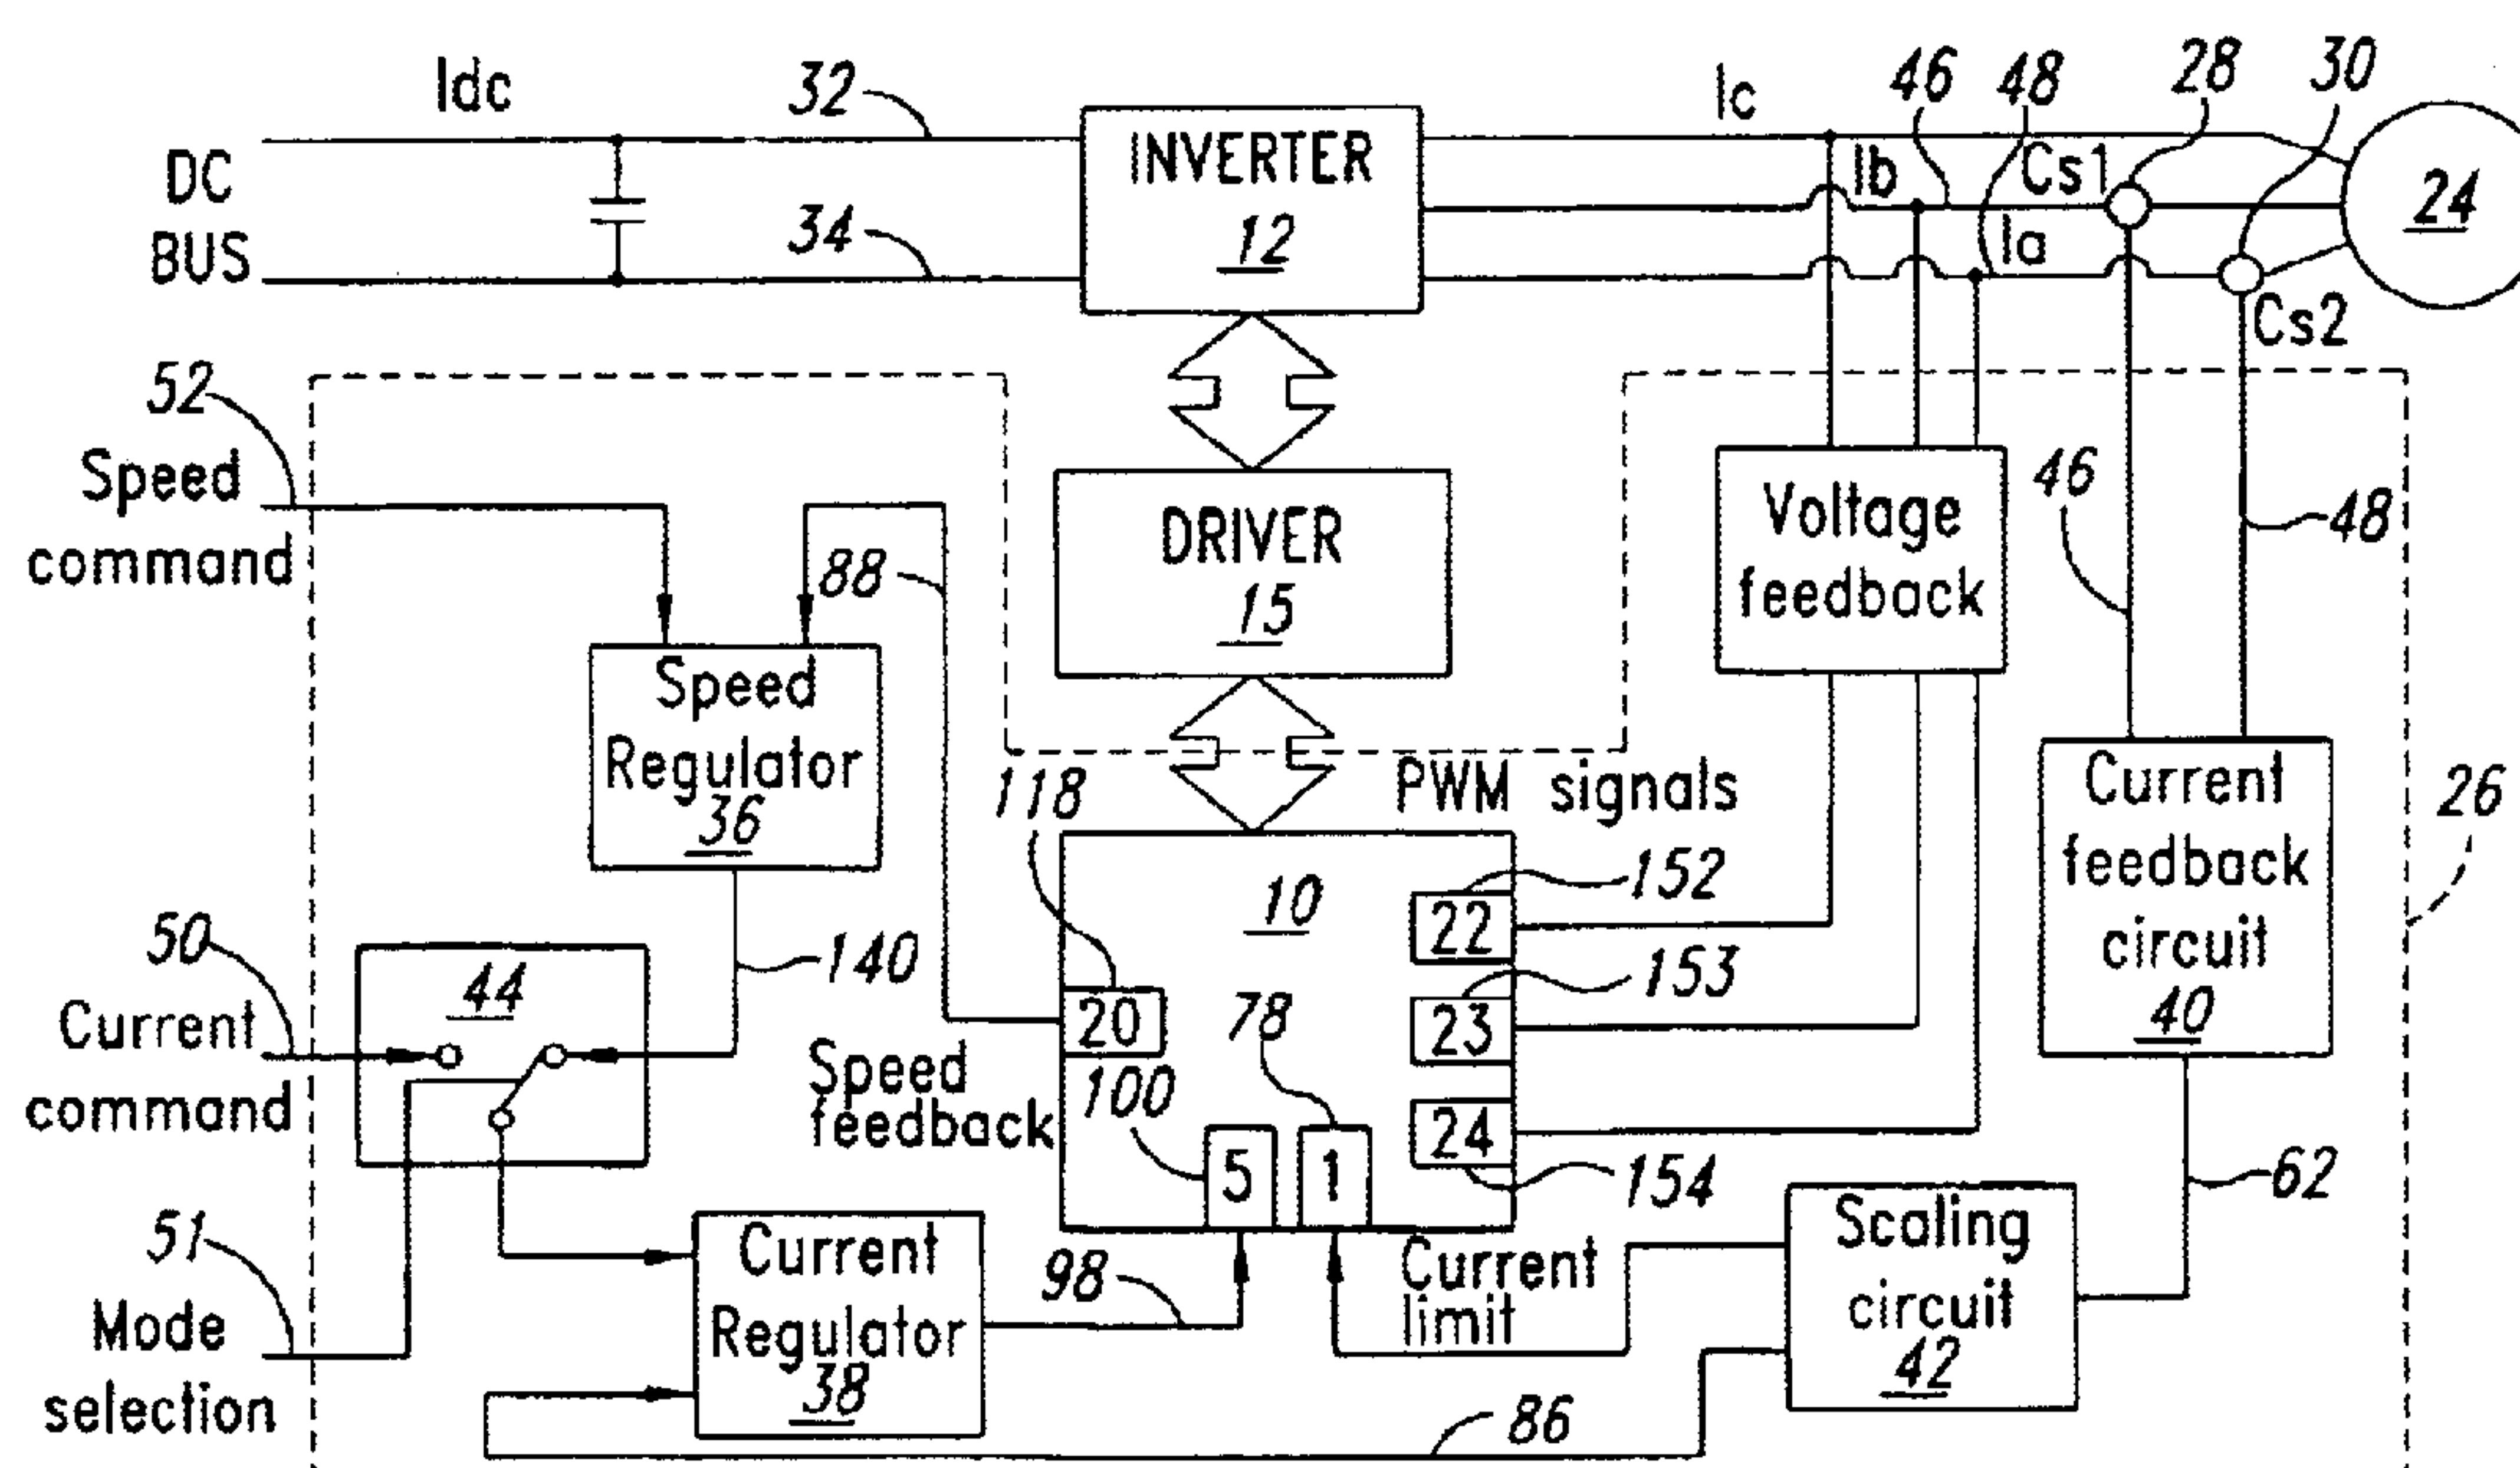 Idc
32
Ic
46
48
28
30
DC
BUS
INVERTER
12
Ib
Cs1
24
34
Ia
Cs2
52
Speed
command
DRIVER
15
Voltage
feedback
46
48
88
Speed
Regulator
36
118
PWM signals
Current
feedback
circuit
40
26
10
22
152
50
Current
command
44
140
20
23
153
78
Speed
feedback
100
5
1
24
154
62
51
Mode
selection
Current
Regulator
38
98
Current
limit
Scaling
circuit
42
86